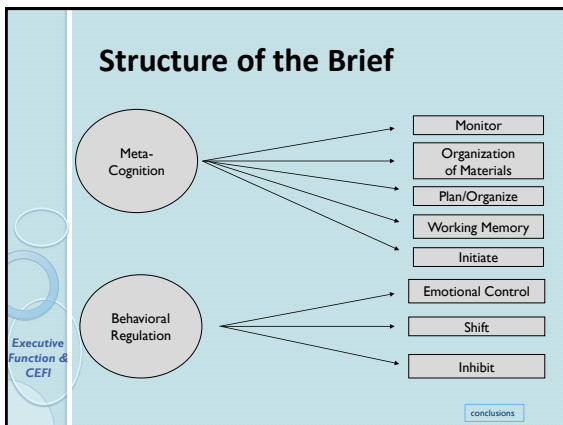 Structure of the Brief
Meta-
Cognition
Monitor
Organization
of Materials
Plan/Organize
Working Memory
Initiate
Behavioral
Regulation
Emotional Control
Shift
Inhibit
Executive
Function &
CEFI
conclusions